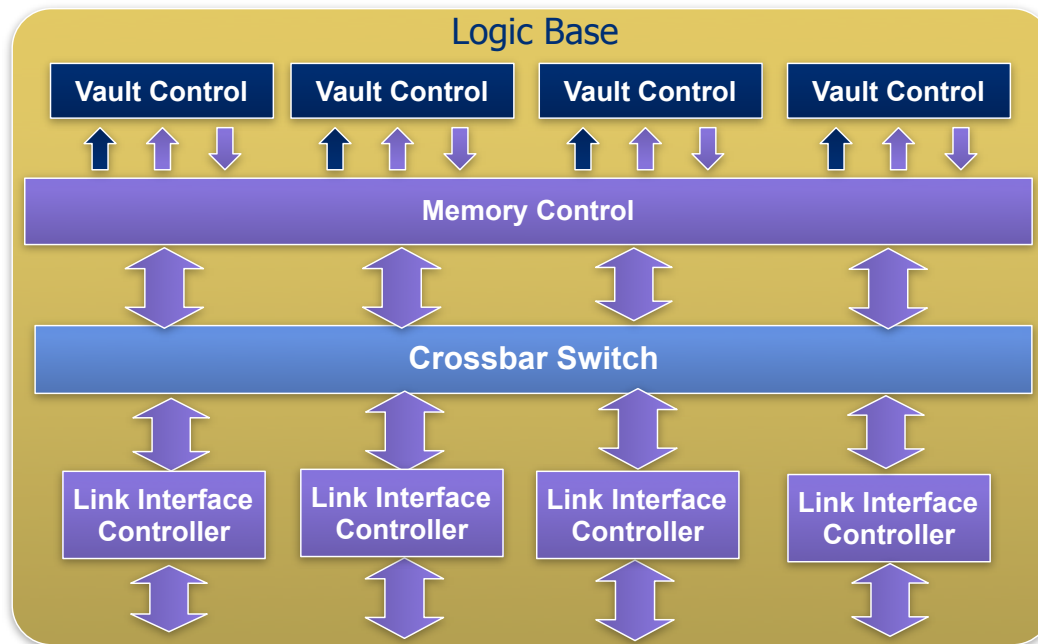 Logic Base
Vault Control
Vault Control
Vault Control
Vault Control
Memory Control
Crossbar Switch
Link Interface
Controller
Link Interface
Controller
Link Interface
Controller
Link Interface
Controller